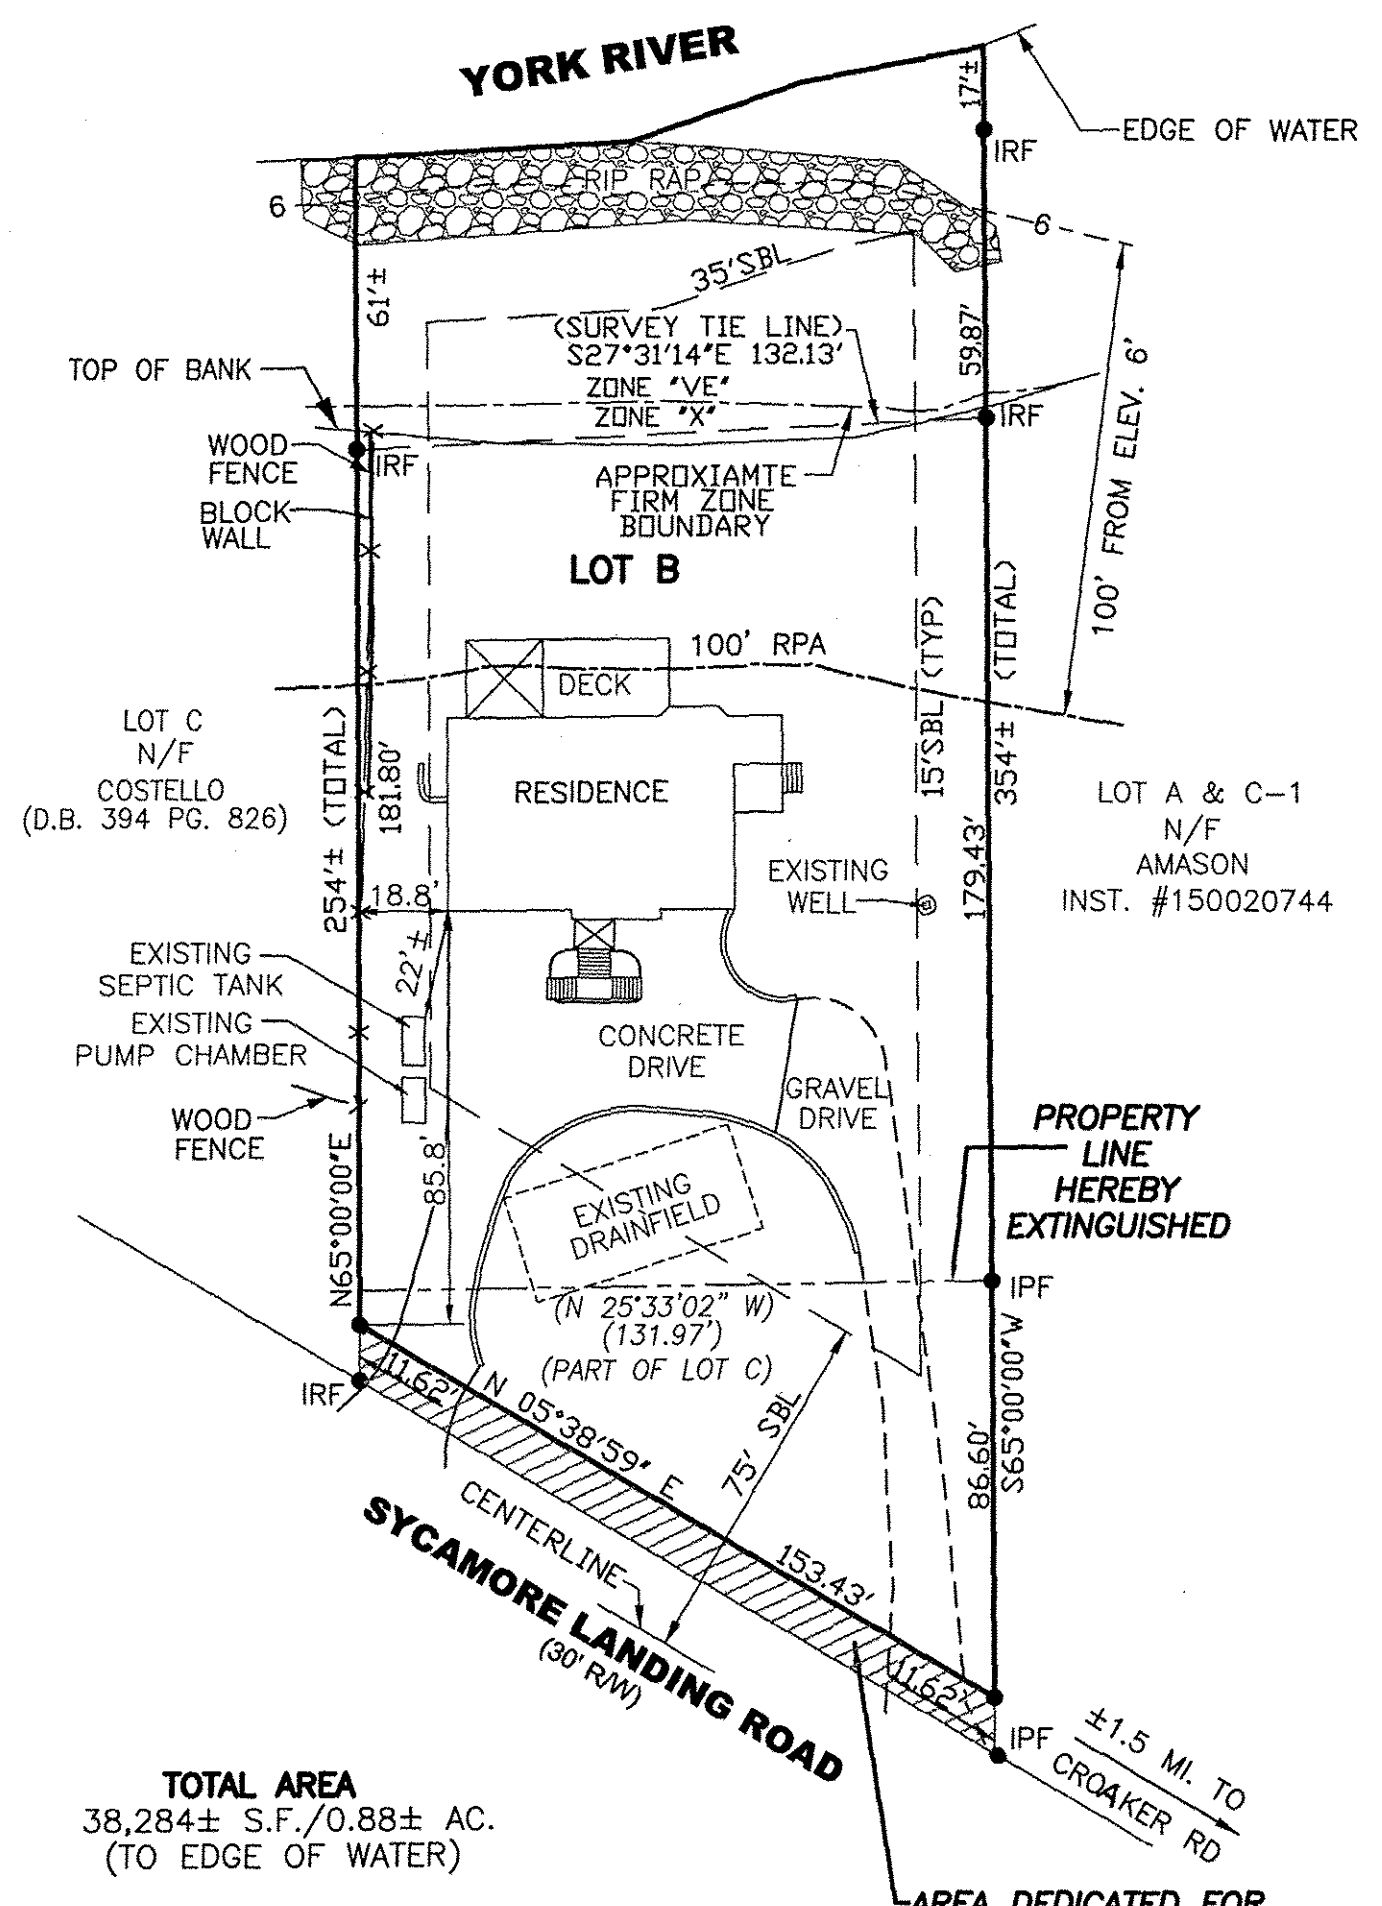 YORK RIVER
17'±
EDGE OF WATER
IRF
RIP RAP
6
6
35'SBL
61'±
(SURVEY TIE LINE)
S27°31'14"E 132.13'
59.87'
TOP OF BANK
ZONE "VE"
ZONE "X"
IRF
WOOD
FENCE
IRF
APPROXIAMTE
FIRM ZONE
BOUNDARY
BLOCK
WALL
100' FROM ELEV. 6'
LOT B
100' RPA
DECK
15'SBL (TYP)
354'± (TOTAL)
LOT C
N/F
COSTELLO
(D.B. 394 PG. 826)
254'± (TOTAL)
181.80'
RESIDENCE
LOT A & C-1
N/F
AMASON
INST. #150020744
179.43'
EXISTING
WELL
18.8'
22'±
EXISTING
SEPTIC TANK
EXISTING
PUMP CHAMBER
CONCRETE
DRIVE
GRAVEL
DRIVE
WOOD
FENCE
N65°00'00"E
85.8'
PROPERTY
LINE
HEREBY
EXTINGUISHED
EXISTING
DRAINFIELD
IPF
(N 25°33'02" W)
(131.97')
(PART OF LOT C)
IRF
11.62'
N 05°38'59" E
153.43'
75' SBL
86.60'
S65°00'00"W
CENTERLINE
SYCAMORE LANDING ROAD
(30' R/W)
11.62'
IPF
±1.5 MI. TO
CROAKER RD
TOTAL AREA
38,284± S.F./0.88± AC.
(TO EDGE OF WATER)
AREA DEDICATED FOR